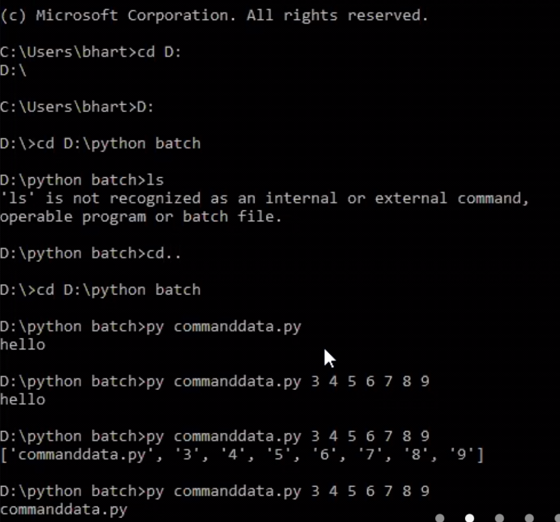 (c) Microsoft Corporation. All rights reserved.
C:\Users\bhart>cd D:
D:\
C:\Users\bhart>D:
D:\>cd D:\python batch
D:\python batch>ls
'ls' is not recognized as an internal or external command,
operable program or batch file.
D:\python batch>cd..
D:\>cd D:\python batch
D:\python batch>py commanddata.py
hello
D:\python batch>py commanddata.py 3 4 5 6 7 8 9
hello
D:\python batch>py commanddata.py 3 4 5 6 7 8 9
['commanddata.py', '3', '4', '5', '6', '7', '8', '9']
D:\python batch>py commanddata.py 3 4 5 6 7 8 9
commanddata.py